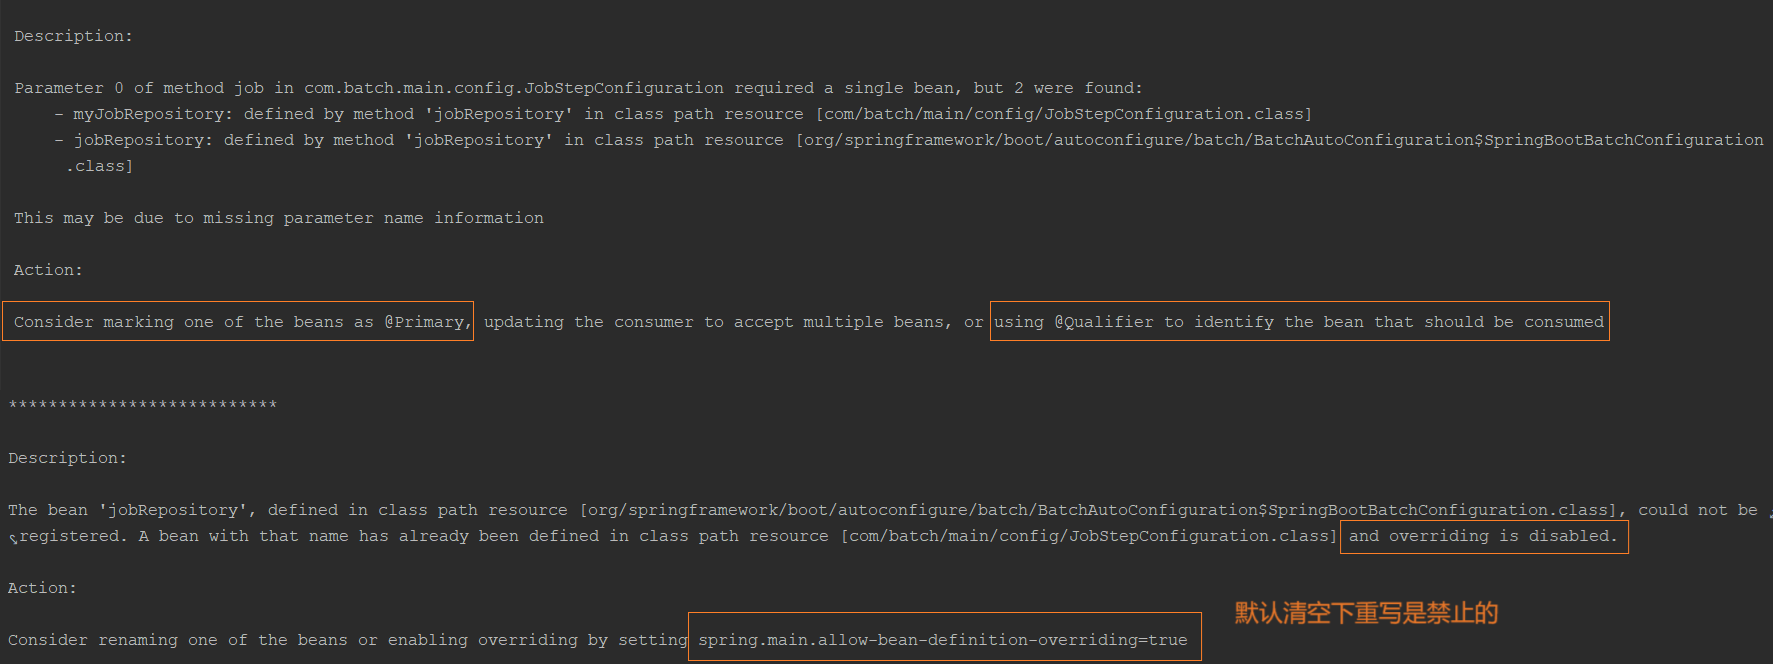 Description:
Parameter 0 of method job in com.batch.main.config.JobStepConfiguration required a single bean, but 2 were found:
- myJobRepository: defined by method 'jobRepository' in class path resource [com/batch/main/config/JobStepConfiguration.class]
- jobRepository: defined by method 'jobRepository' in class path resource [org/springframework/boot/autoconfigure/batch/BatchAutoConfiguration$SpringBootBatchConfiguration
.class]
This may be due to missing parameter name information
Action:
Consider marking one of the beans as @Primary, updating the consumer to accept multiple beans, or using @Qualifier to identify the bean that should be consumed
***************************
Description:
The bean 'jobRepository', defined in class path resource [org/springframework/boot/autoconfigure/batch/BatchAutoConfiguration$SpringBootBatchConfiguration.class], could not be
registered. A bean with that name has already been defined in class path resource [com/batch/main/config/JobStepConfiguration.class] and overriding is disabled.
Action:
默认清空下重写是禁止的
Consider renaming one of the beans or enabling overriding by setting spring.main.allow-bean-definition-overriding=true